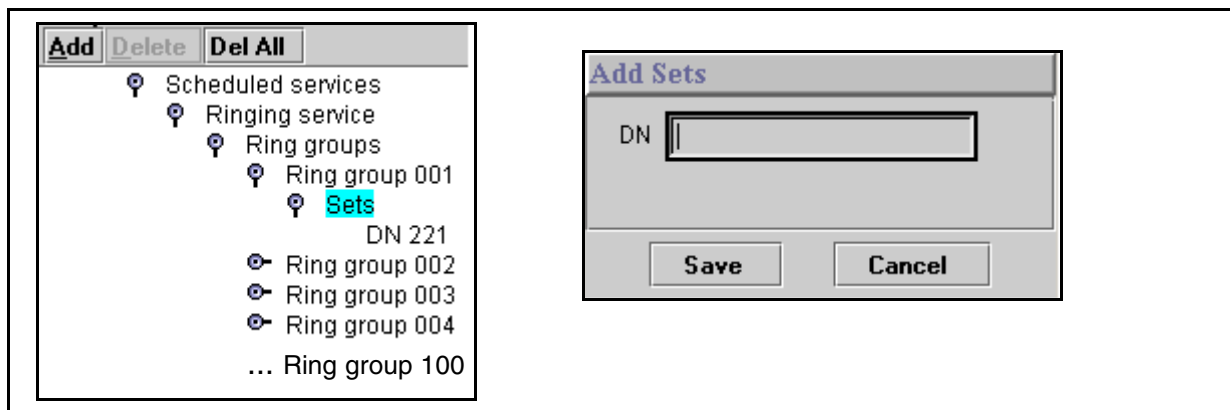 Add Delete Del All
Scheduled services
Ringing service
Ring groups
Ring group 001
Sets
DN 221
Ring group 002
Ring group 003
Ring group 004
... Ring group 100
Add Sets
DN
Save Cancel